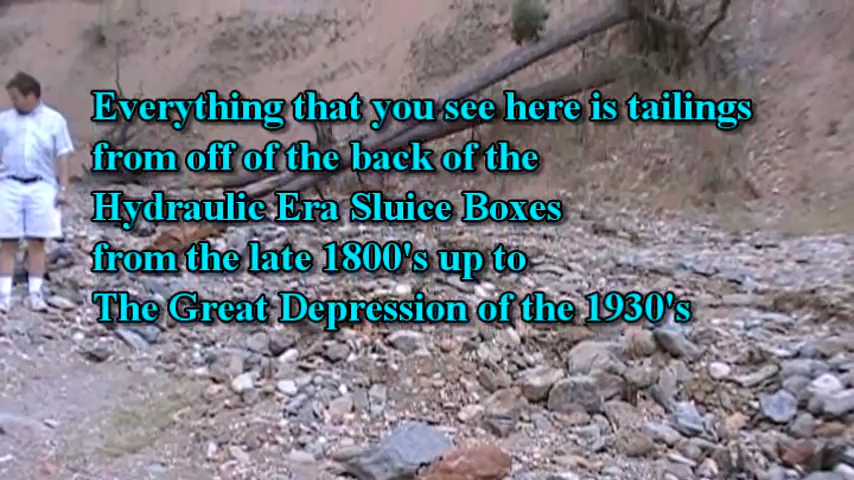 Everything that you see here is tailings
from off of the back of the
Hydraulic Era Sluice Boxes
from the late 1800's up to
The Great Depression of the 1930's